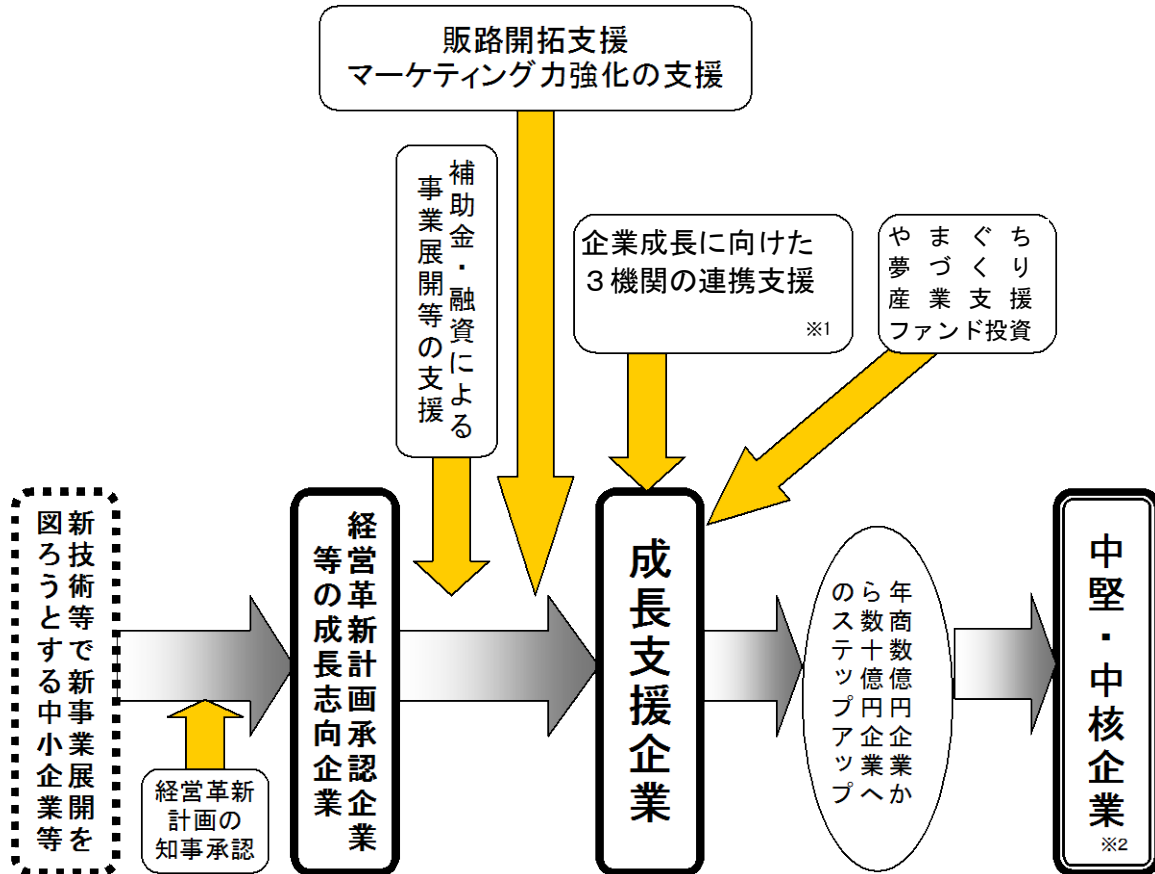 販路開拓支援
マーケティング力強化の支援
補助金・融資による
事業展開等の支援
企業成長に向けた
３機関の連携支援
※1
やまぐち
夢づくり
産業支援
ファンド投資
新技術等で新事業展開を
図ろうとする中小企業等
経営革新
計画の
知事承認
経営革新計画承認企業
等の成長志向企業
成長支援企業
年商数億円企業か
ら数十億円企業へ
のステップアップ
中堅・中核企業
※2